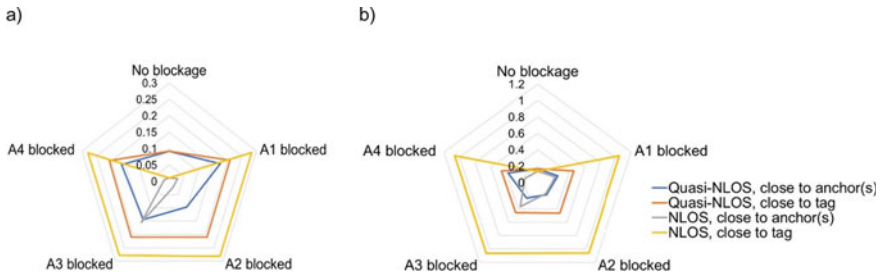 a)
No blockage
0.3
0.25
0.2
0.15
0.1
0.05
0
A4 blocked
A1 blocked
A3 blocked
A2 blocked
b)
No blockage
1.2
1
0.8
0.6
0.4
0.2
0
A4 blocked
A1 blocked
A3 blocked
A2 blocked
Quasi-NLOS, close to anchor(s)
Quasi-NLOS, close to tag
NLOS, close to anchor(s)
NLOS, close to tag